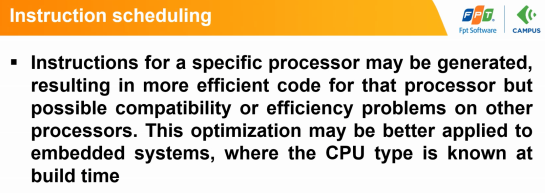 Instruction scheduling
FPT.
Fpt Software
CAMPUS
▪ Instructions for a specific processor may be generated,
resulting in more efficient code for that processor but
possible compatibility or efficiency problems on other
processors. This optimization may be better applied to
embedded systems, where the CPU type is known at
build time